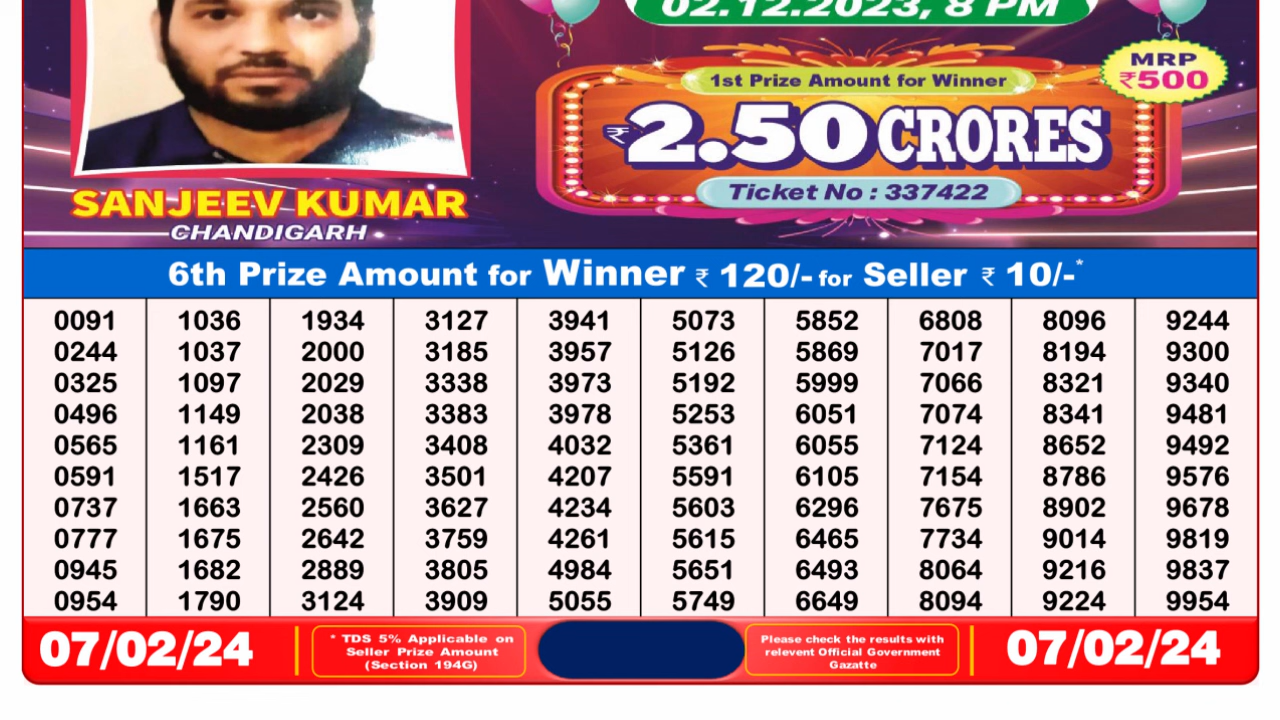 02.12.2023, 8 PM
1st Prize Amount for Winner
MRP
₹500
₹2.50 CRORES
Ticket No : 337422
SANJEEV KUMAR
CHANDIGARH
6th Prize Amount for Winner ₹ 120/- for Seller ₹ 10/-*
0091 1036 1934 3127 3941 5073 5852 6808 8096 9244
0244 1037 2000 3185 3957 5126 5869 7017 8194 9300
0325 1097 2029 3338 3973 5192 5999 7066 8321 9340
0496 1149 2038 3383 3978 5253 6051 7074 8341 9481
0565 1161 2309 3408 4032 5361 6055 7124 8652 9492
0591 1517 2426 3501 4207 5591 6105 7154 8786 9576
0737 1663 2560 3627 4234 5603 6296 7675 8902 9678
0777 1675 2642 3759 4261 5615 6465 7734 9014 9819
0945 1682 2889 3805 4984 5651 6493 8064 9216 9837
0954 1790 3124 3909 5055 5749 6649 8094 9224 9954
07/02/24
* TDS 5% Applicable on
Seller Prize Amount
(Section 194G)
Please check the results with
relevent Official Government
Gazatte
07/02/24